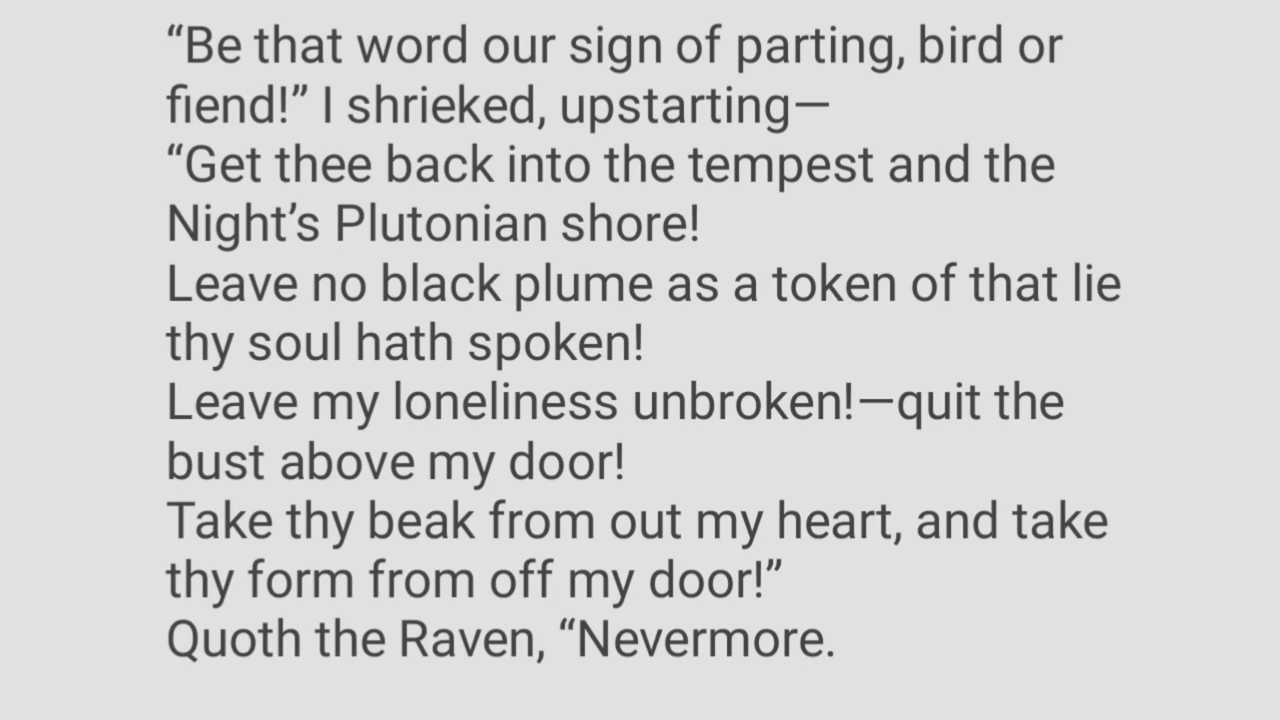 “Be that word our sign of parting, bird or
fiend!” I shrieked, upstarting—
“Get thee back into the tempest and the
Night’s Plutonian shore!
Leave no black plume as a token of that lie
thy soul hath spoken!
Leave my loneliness unbroken!—quit the
bust above my door!
Take thy beak from out my heart, and take
thy form from off my door!”
Quoth the Raven, “Nevermore.